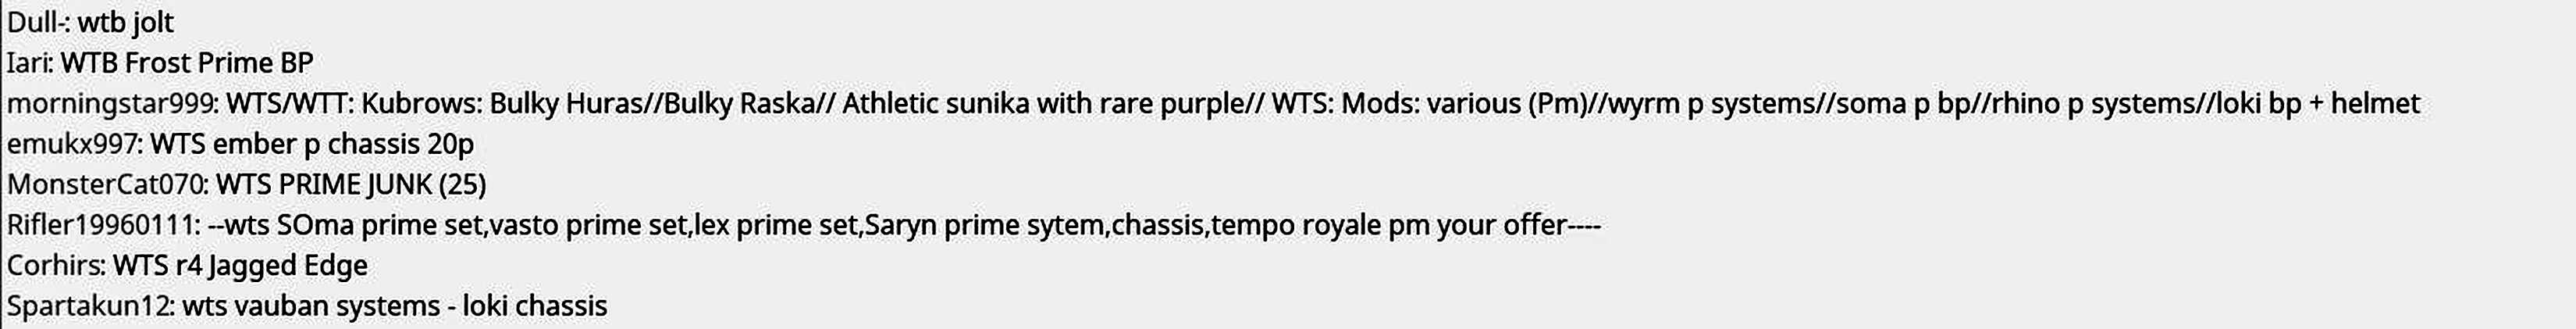 Dull-: wtb jolt
Iari: WTB Frost Prime BP
morningstar999: WTS/WTT: Kubrows: Bulky Huras//Bulky Raska// Athletic sunika with rare purple// WTS: Mods: various (Pm)//wyrm p systems//soma p bp//rhino p systems//loki bp + helmet
emukx997: WTS ember p chassis 20p
MonsterCat070: WTS PRIME JUNK (25)
Rifler19960111: --wts SOma prime set,vasto prime set,lex prime set,Saryn prime sytem,chassis,tempo royale pm your offer----
Corhirs: WTS r4 Jagged Edge
Spartakun12: wts vauban systems - loki chassis